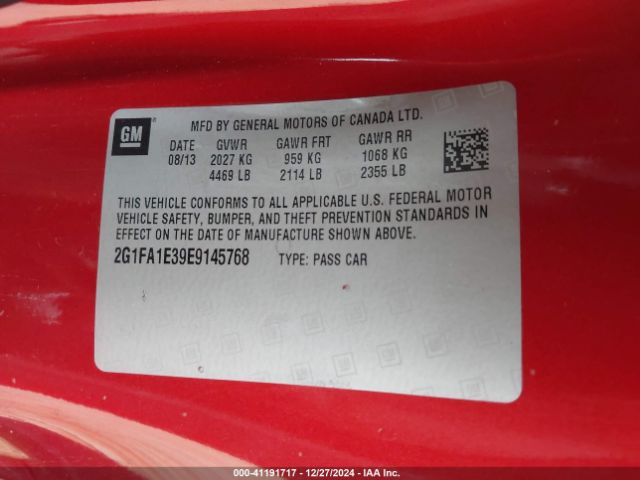 GM
MFD BY GENERAL MOTORS OF CANADA LTD.
DATE GVWR GAWR FRT GAWR RR
08/13 2027 KG 959 KG 1068 KG
4469 LB 2114 LB 2355 LB
THIS VEHICLE CONFORMS TO ALL APPLICABLE U.S. FEDERAL MOTOR
VEHICLE SAFETY, BUMPER, AND THEFT PREVENTION STANDARDS IN
EFFECT ON THE DATE OF MANUFACTURE SHOWN ABOVE.
2G1FA1E39E9145768 TYPE: PASS CAR
000-41191717 - 12/27/2024 - IAA Inc.